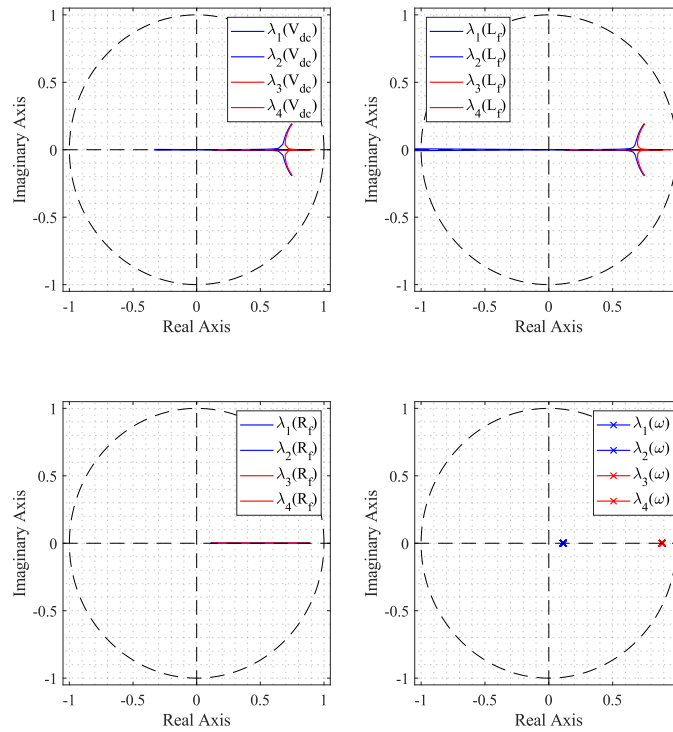 1
0.5
0
-0.5
-1
-1
-0.5
0
0.5
1
Imaginary Axis
Real Axis
λ1(Vdc)
λ2(Vdc)
λ3(Vdc)
λ4(Vdc)
1
0.5
0
-0.5
-1
-1
-0.5
0
0.5
Imaginary Axis
Real Axis
λ1(Lf)
λ2(Lf)
λ3(Lf)
λ4(Lf)
1
0.5
0
-0.5
-1
-1
-0.5
0
0.5
1
Imaginary Axis
Real Axis
λ1(Rf)
λ2(Rf)
λ3(Rf)
λ4(Rf)
1
0.5
0
-0.5
-1
-1
-0.5
0
0.5
1
Imaginary Axis
Real Axis
λ1(ω)
λ2(ω)
λ3(ω)
λ4(ω)